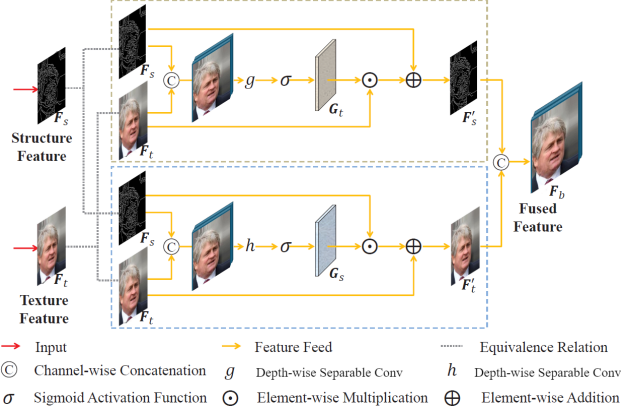 F_s
Structure
Feature
F_t
Texture
Feature
F_s
F_t
C
g
σ
G_t
F'_s
F_s
F_t
C
h
σ
G_s
F'_t
C
F_b
Fused
Feature
Input
Feature Feed
Equivalence Relation
C Channel-wise Concatenation
g Depth-wise Separable Conv
h Depth-wise Separable Conv
σ Sigmoid Activation Function
Element-wise Multiplication
Element-wise Addition